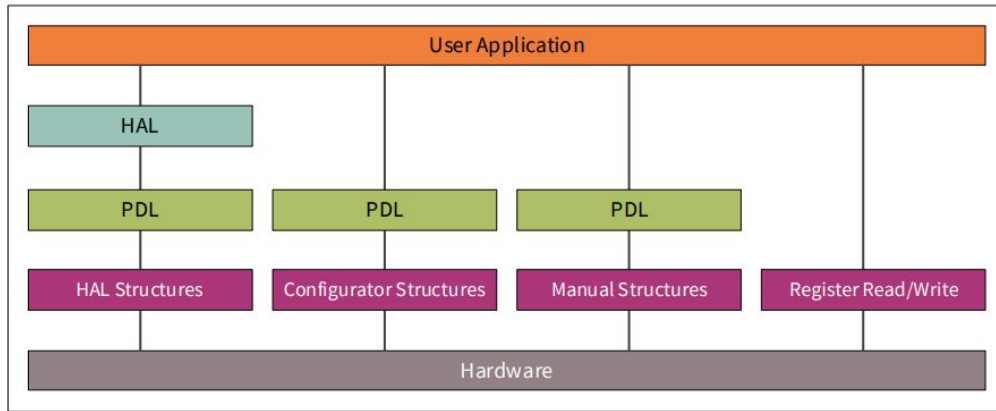 User Application
HAL
PDL
PDL
PDL
HAL Structures
Configurator Structures
Manual Structures
Register Read/Write
Hardware